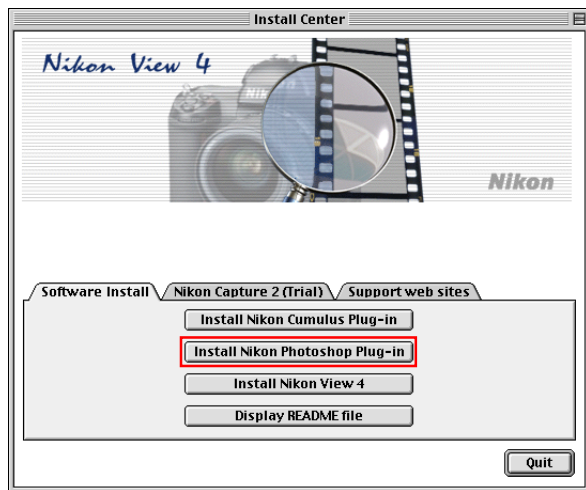 Install Center
Nikon View 4
Nik
Nikon
Software Install
Nikon Capture 2 (Trial)
Support web sites
Install Nikon Cumulus Plug-in
Install Nikon Photoshop Plug-in
Install Nikon View 4
Display README file
Quit